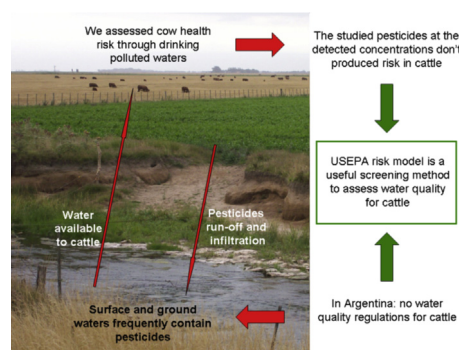 We assessed cow health
risk through drinking
polluted waters
The studied pesticides at the
detected concentrations don't
produced risk in cattle
USEPA risk model is a
useful screening method
to assess water quality
for cattle
Water
available
to cattle
Pesticides
run-off and
infiltration
Surface and ground
waters frequently contain
pesticides
In Argentina: no water
quality regulations for cattle